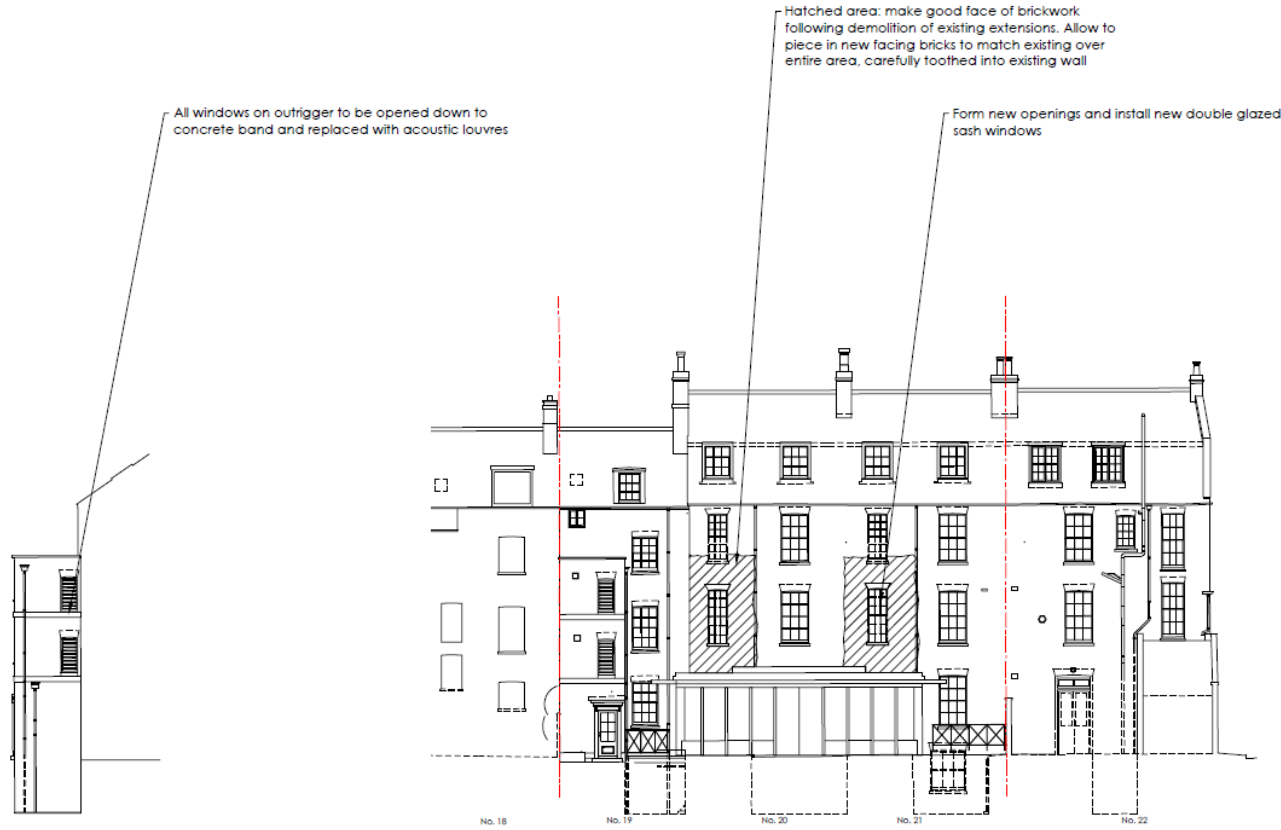 Hatched area: make good face of brickwork
following demolition of existing extensions. Allow to
piece in new facing bricks to match existing over
entire area, carefully toothed into existing wall
All windows on outrigger to be opened down to
concrete band and replaced with acoustic louvres
Form new openings and install new double glazed
sash windows
No. 18
No. 19
No. 20
No. 21
No. 22